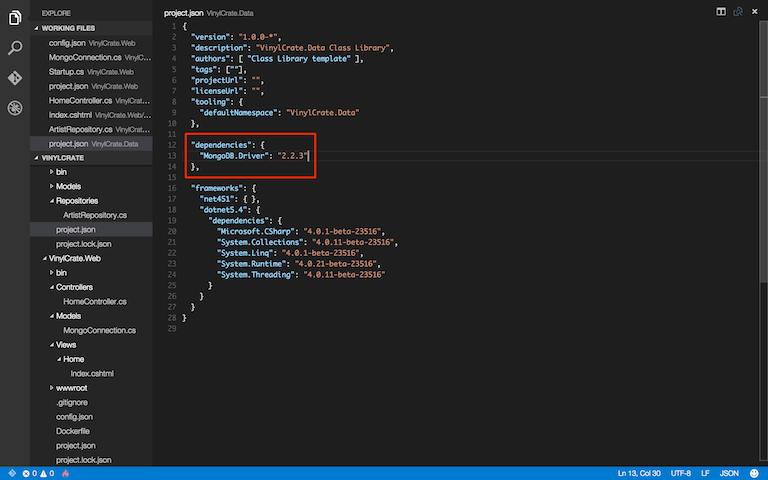 EXPLORE
WORKING FILES
config.json VinylCrate.Web
MongoConnection.cs VinylC...
Startup.cs VinylCrate.Web
project.json VinylCrate.Web
HomeController.cs VinylCrat...
Index.cshtml VinylCrate.Web/...
ArtistRepository.cs VinylCrat...
project.json VinylCrate.Data
VINYLCRATE
bin
Models
Repositories
ArtistRepository.cs
project.json
project.lock.json
VinylCrate.Web
bin
Controllers
HomeController.cs
Models
MongoConnection.cs
Views
Home
Index.cshtml
wwwroot
.gitignore
config.json
Dockerfile
project.json
project.lock.json
project.json VinylCrate.Data
1 {
2 "version": "1.0.0-*",
3 "description": "VinylCrate.Data Class Library",
4 "authors": [ "Class Library template" ],
5 "tags": [""],
6 "projectUrl": "",
7 "licenseUrl": "",
8 "tooling": {
9 "defaultNamespace": "VinylCrate.Data"
10 },
11
12 "dependencies": {
13 "MongoDB.Driver": "2.2.3"
14 },
15
16 "frameworks": {
17 "net451": { },
18 "dotnet5.4": {
19 "dependencies": {
20 "Microsoft.CSharp": "4.0.1-beta-23516",
21 "System.Collections": "4.0.11-beta-23516",
22 "System.Linq": "4.0.1-beta-23516",
23 "System.Runtime": "4.0.21-beta-23516",
24 "System.Threading": "4.0.11-beta-23516"
25 }
26 }
27 }
28 }
29
0 0 Ln 13, Col 30 UTF-8 LF JSON